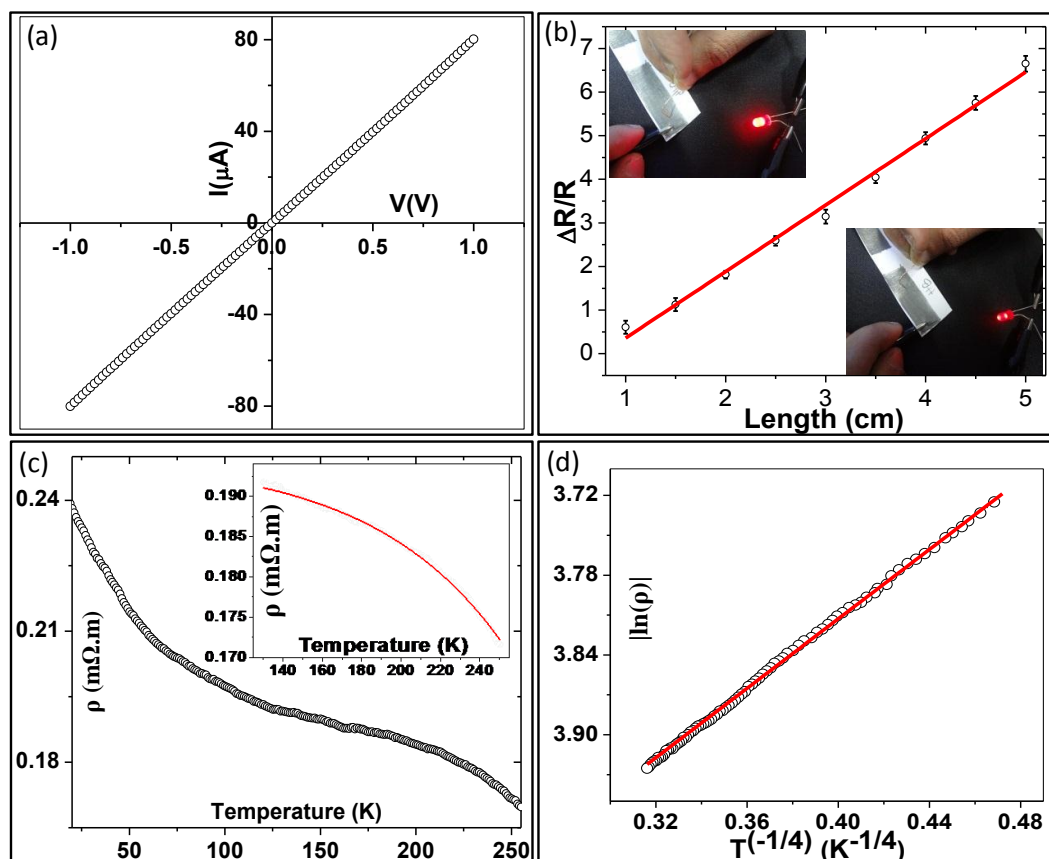 (a)
80
40
0
-40
-80
I(μA)
V(V)
-1.0 -0.5 0.0 0.5 1.0
(b)
7
6
5
4
3
2
1
0
ΔR/R
1 2 3 4 5
Length (cm)
(c)
0.24
0.21
0.18
ρ (mΩ.m)
0.190
0.185
0.180
0.175
0.170
ρ (mΩ.m)
Temperature (K)
140 160 180 200 220 240
Temperature (K)
50 100 150 200 250
(d)
3.72
3.78
3.84
3.90
|ln(ρ)|
0.32 0.36 0.40 0.44 0.48
T(-1/4) (K-1/4)